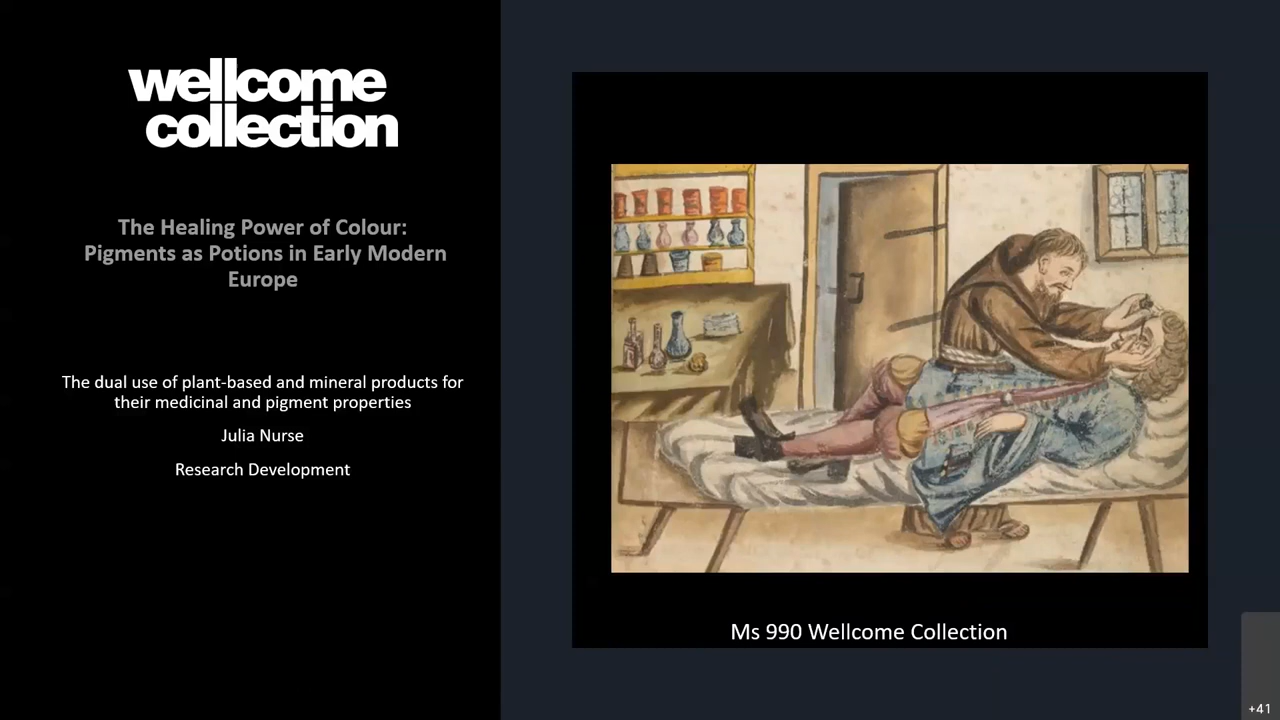 wellcome
collection
The Healing Power of Colour:
Pigments as Potions in Early Modern
Europe
The dual use of plant-based and mineral products for
their medicinal and pigment properties
Julia Nurse
Research Development
Ms 990 Wellcome Collection
+41